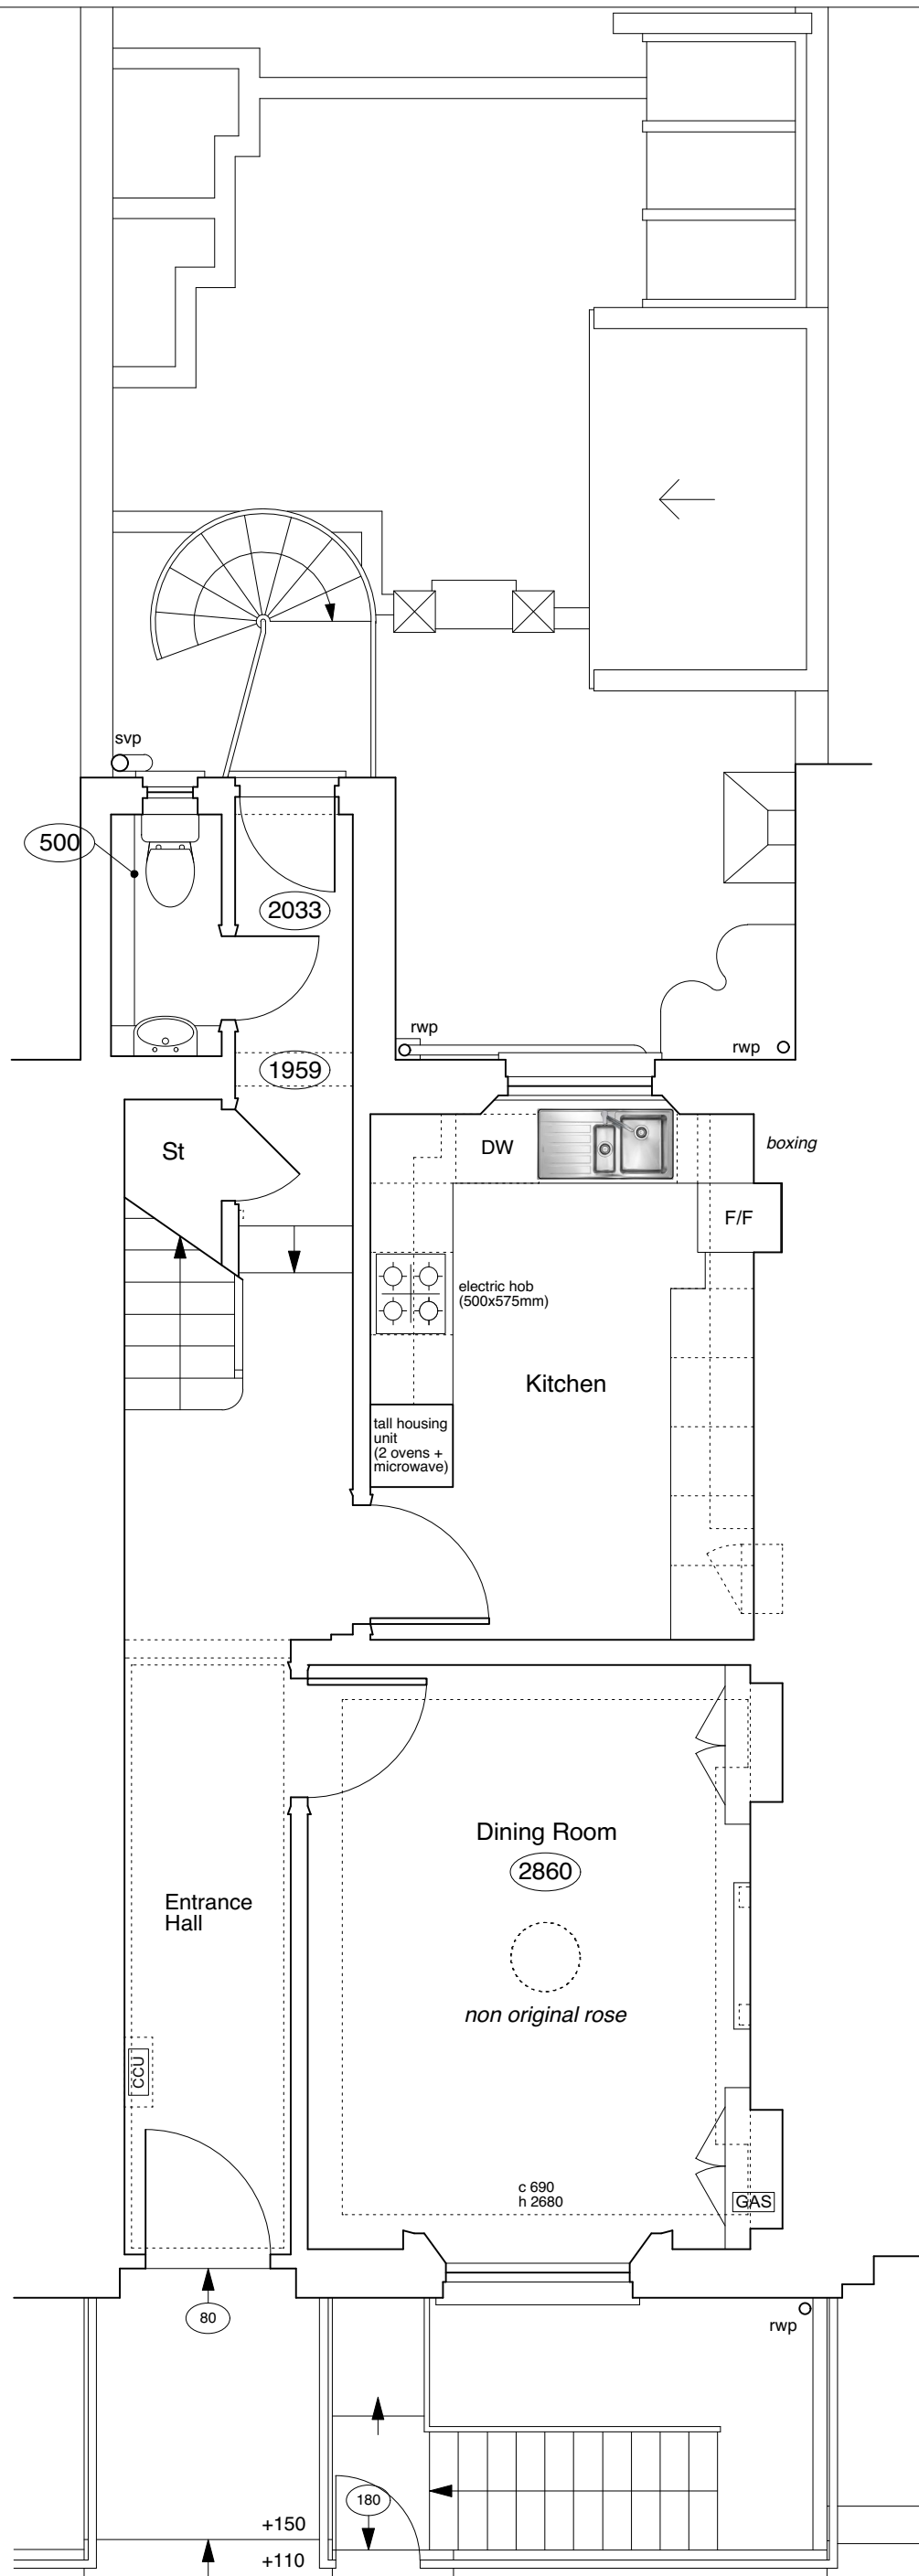 svp
500
2033
rwp
rwp
1959
DW
boxing
St
F/F
electric hob
(500x575mm)
Kitchen
tall housing
unit
(2 ovens +
microwave)
Dining Room
2860
Entrance
Hall
non original rose
CCU
c 690
h 2680
GAS
80
rwp
180
+150
+110